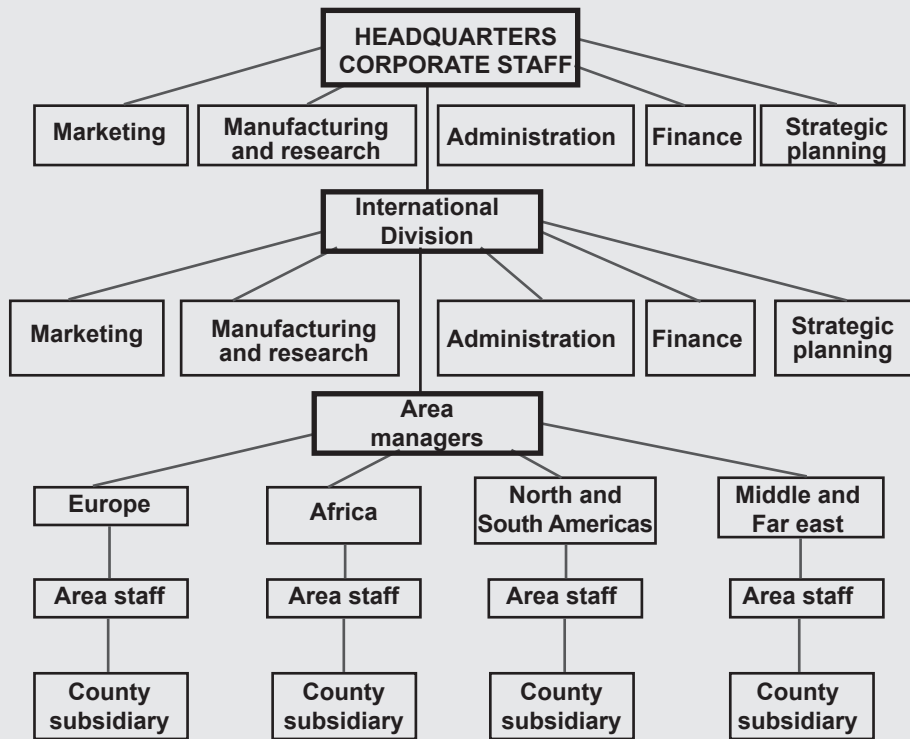 HEADQUARTERS
CORPORATE STAFF
Marketing
Manufacturing
and research
Administration
Finance
Strategic
planning
International
Division
Marketing
Manufacturing
and research
Administration
Finance
Strategic
planning
Area
managers
Europe
Africa
North and
South Americas
Middle and
Far east
Area staff
Area staff
Area staff
Area staff
County
subsidiary
County
subsidiary
County
subsidiary
County
subsidiary